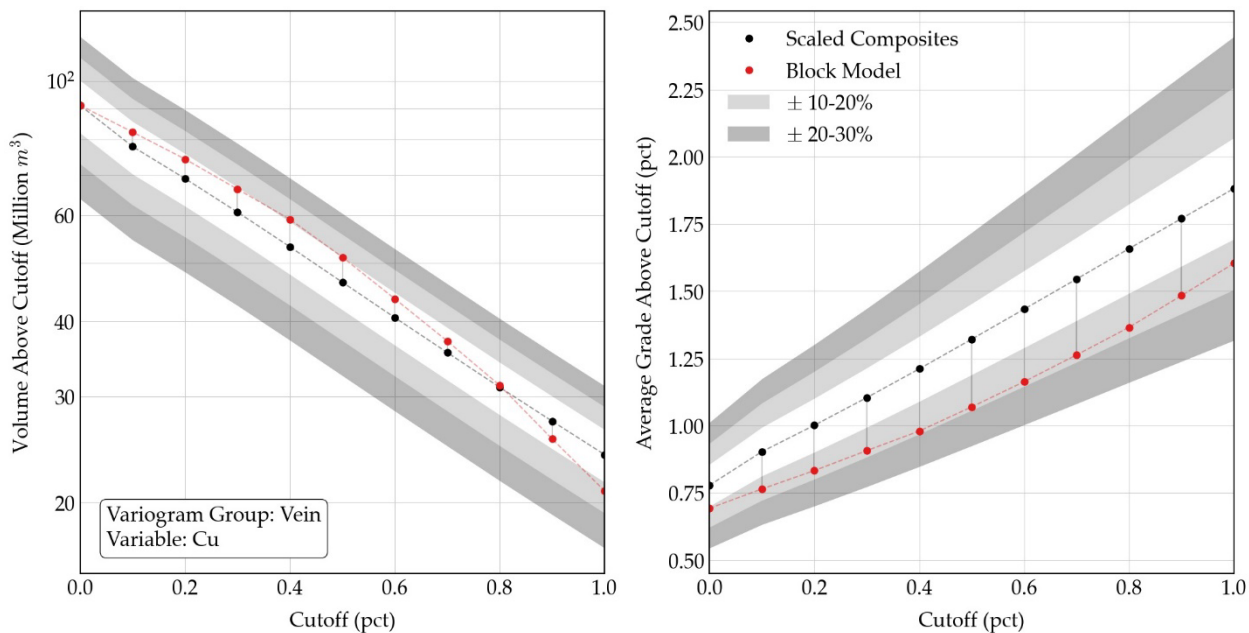 10²
60
40
30
20
Volume Above Cutoff (Million m³)
Variogram Group: Vein
Variable: Cu
0.0 0.2 0.4 0.6 0.8 1.0
Cutoff (pct)
2.50
2.25
2.00
1.75
1.50
1.25
1.00
0.75
0.50
Average Grade Above Cutoff (pct)
Scaled Composites
Block Model
± 10-20%
± 20-30%
0.0 0.2 0.4 0.6 0.8 1.0
Cutoff (pct)